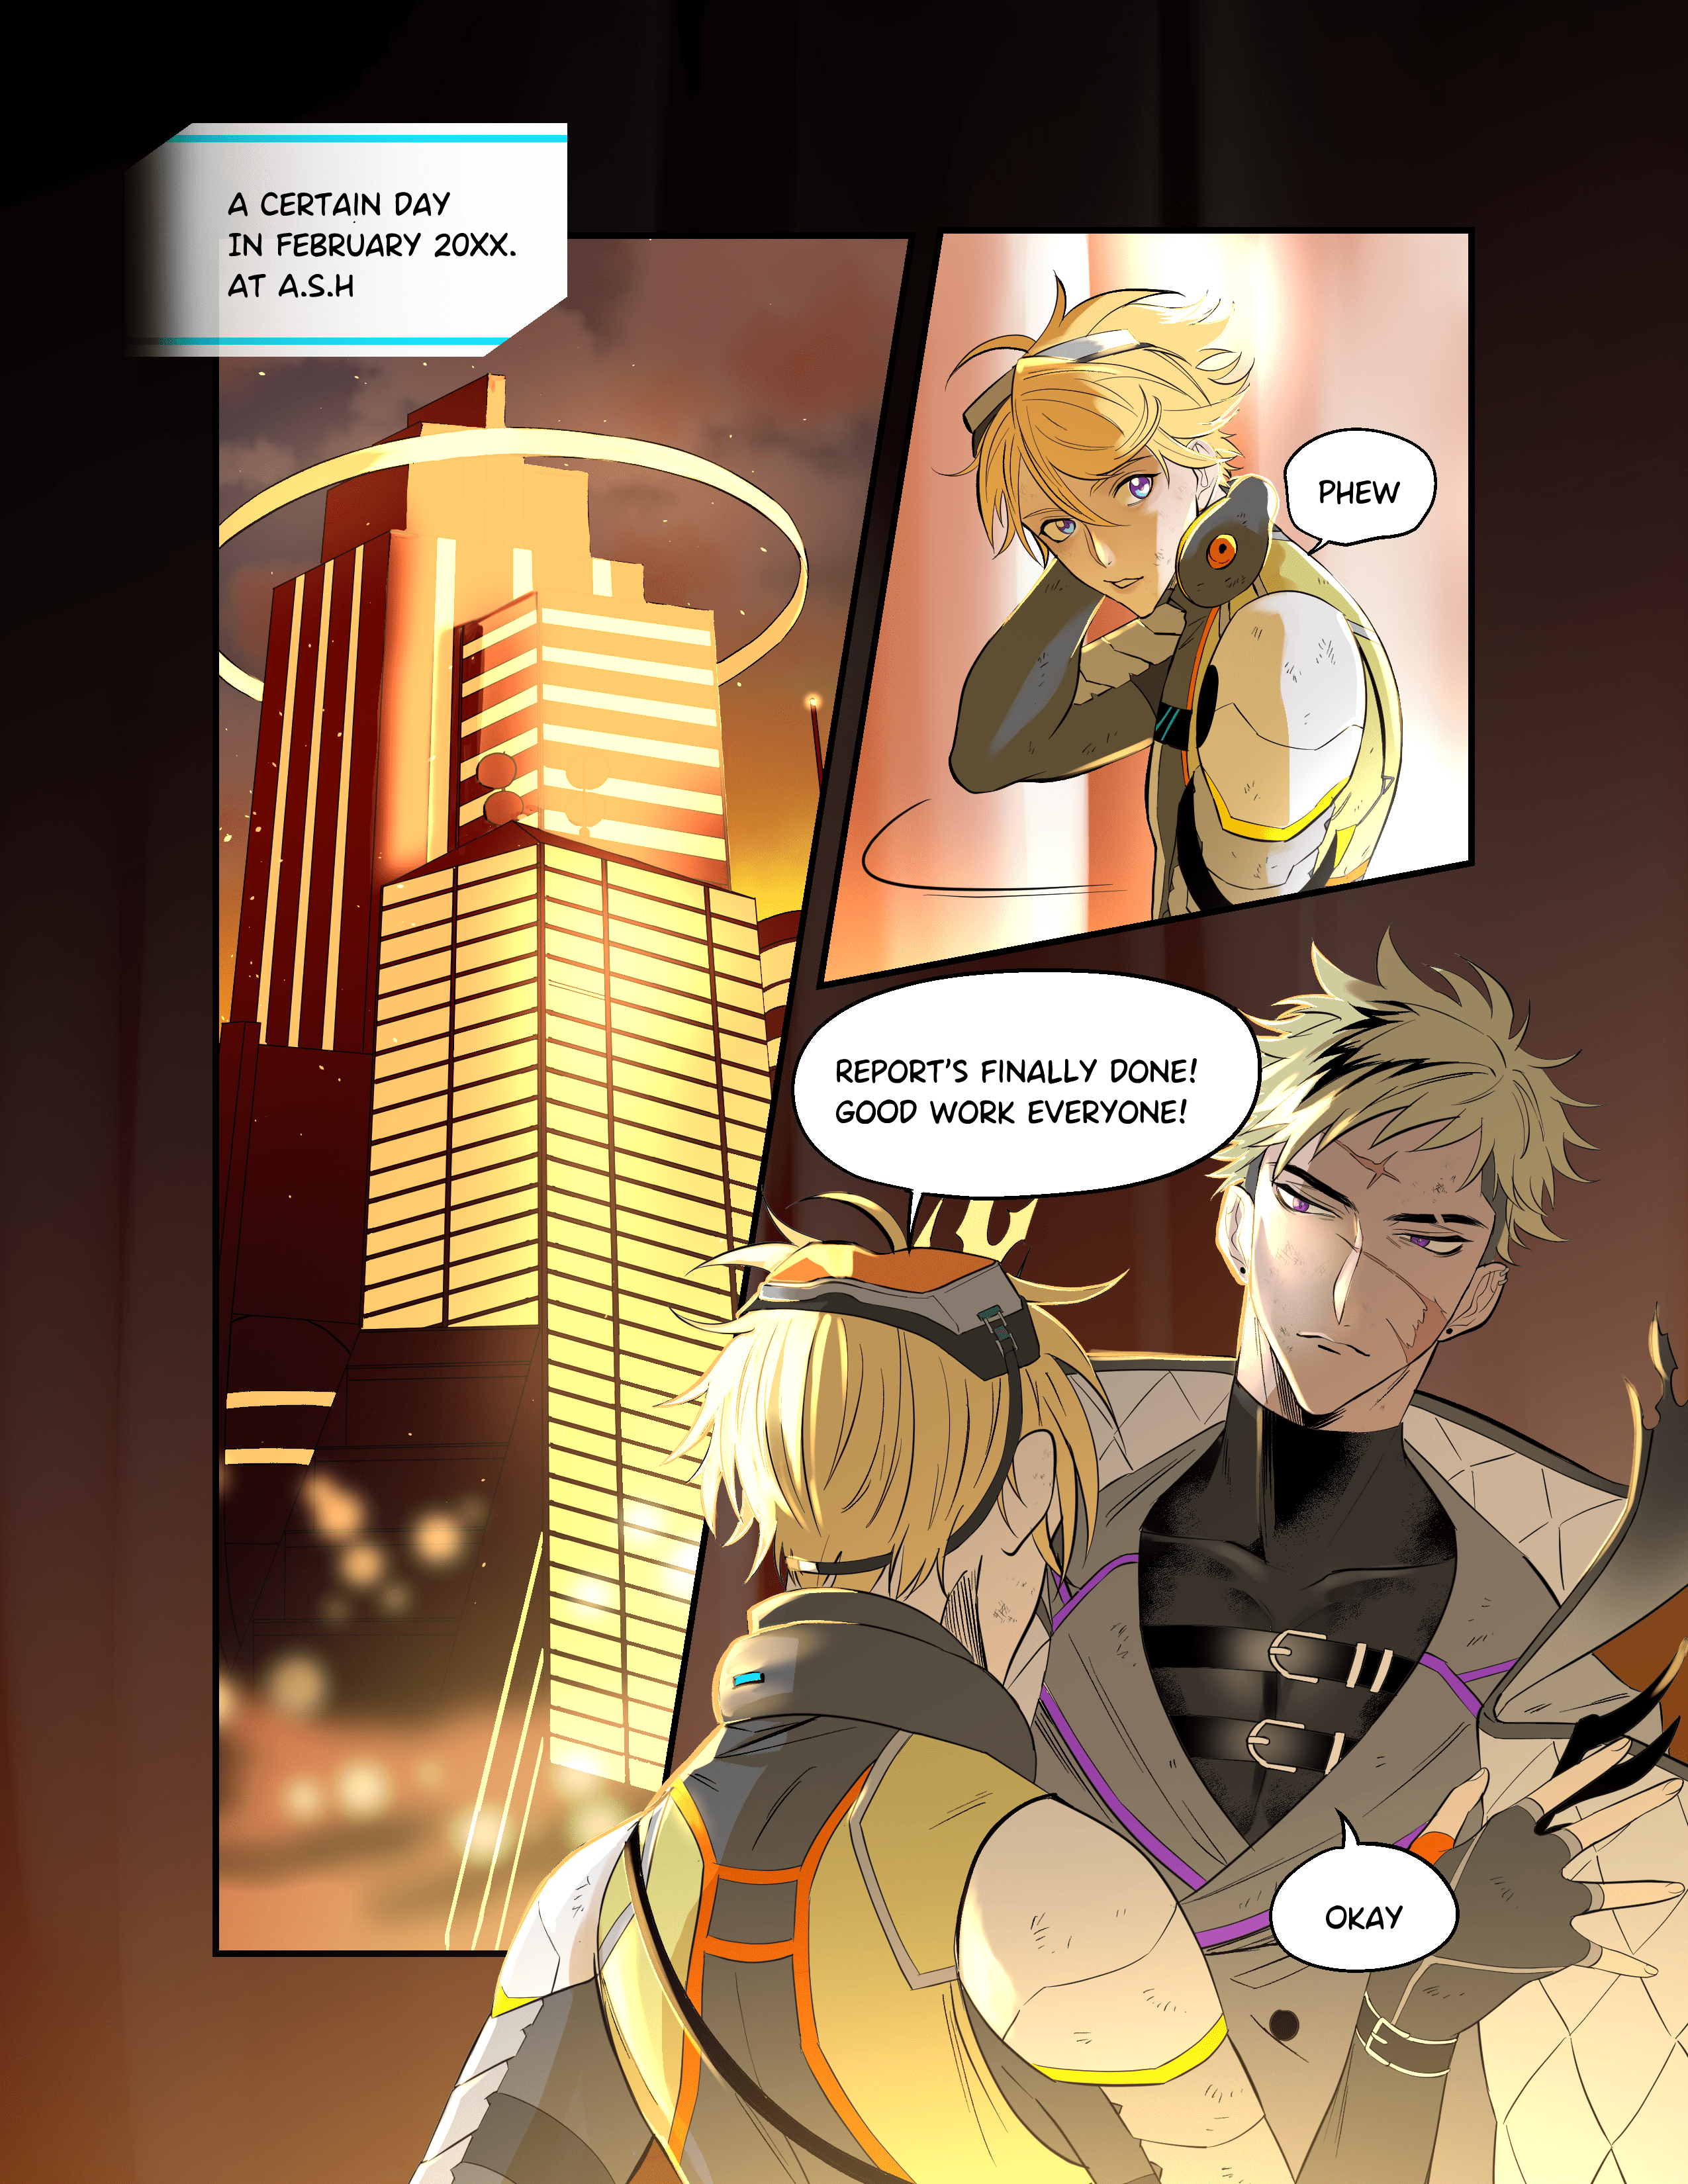 A CERTAIN DAY
IN FEBRUARY 20XX.
AT A.S.H
PHEW
REPORT'S FINALLY DONE!
GOOD WORK EVERYONE!
OKAY